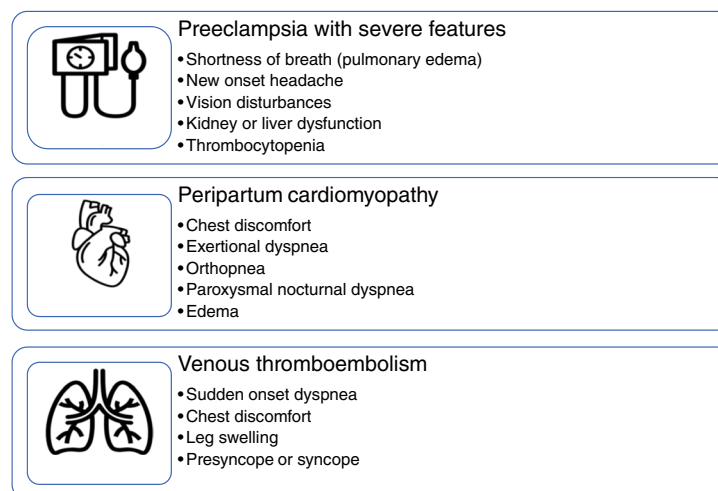 Preeclampsia with severe features
•Shortness of breath (pulmonary edema)
•New onset headache
•Vision disturbances
•Kidney or liver dysfunction
•Thrombocytopenia
Peripartum cardiomyopathy
•Chest discomfort
•Exertional dyspnea
•Orthopnea
•Paroxysmal nocturnal dyspnea
•Edema
Venous thromboembolism
•Sudden onset dyspnea
•Chest discomfort
•Leg swelling
•Presyncope or syncope